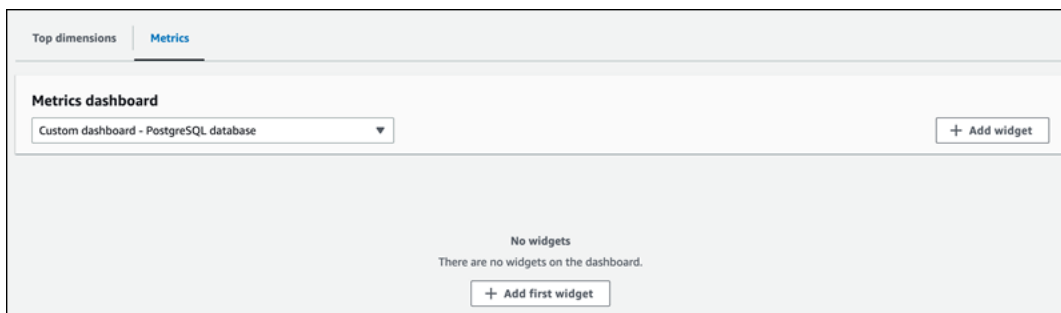 Top dimensions
Metrics
Metrics dashboard
Custom dashboard - PostgreSQL database
+ Add widget
No widgets
There are no widgets on the dashboard.
+ Add first widget